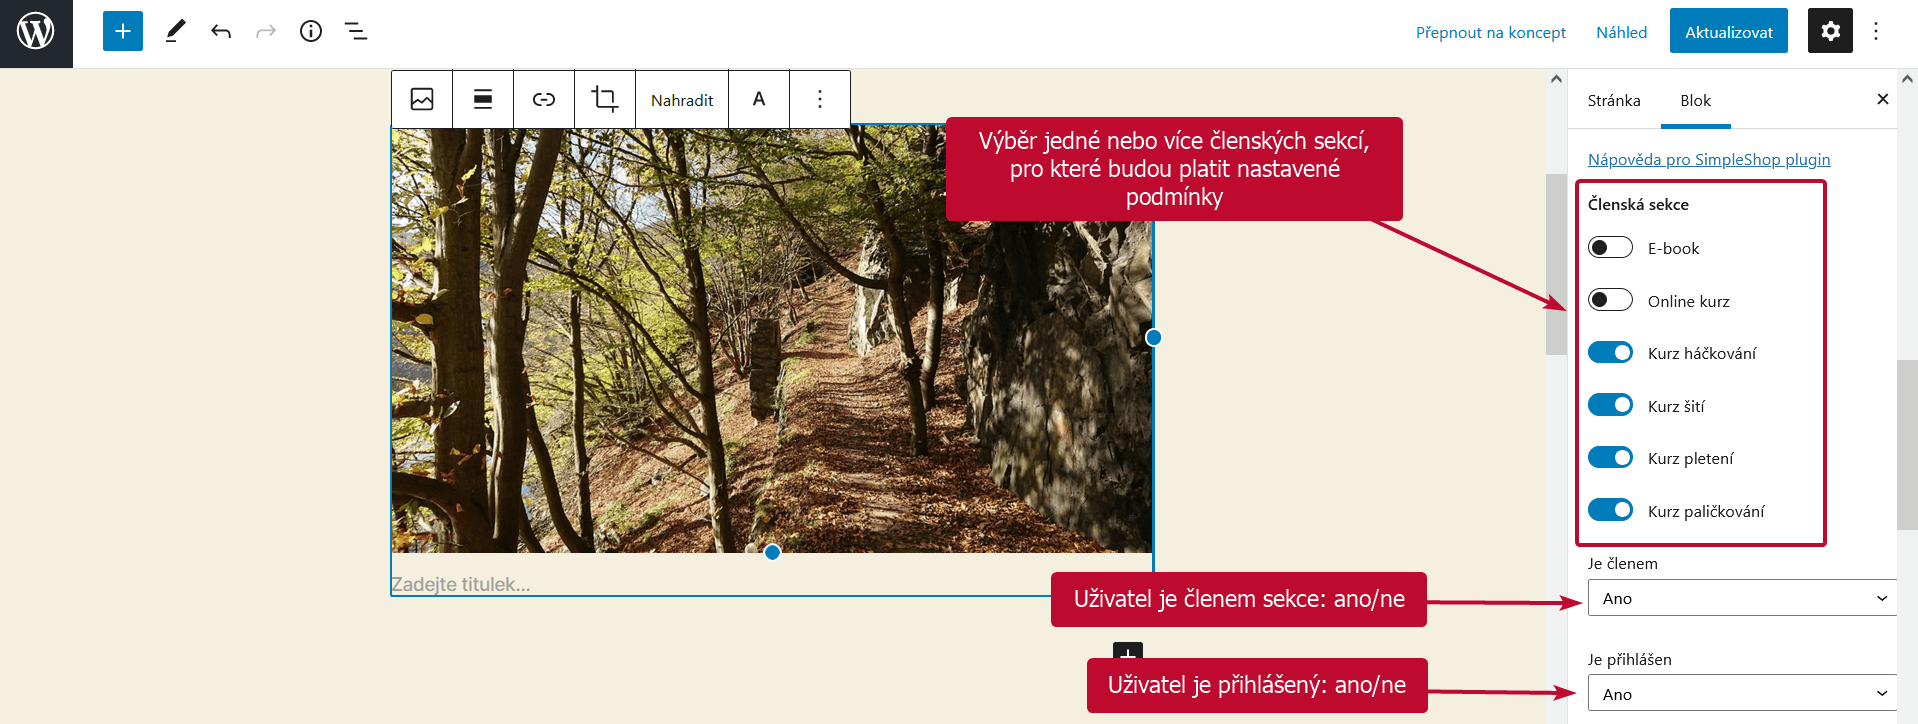 Přepnout na koncept
Náhled
Aktualizovat
Nahradit
A
Stránka
Blok
Výběr jedné nebo více členských sekcí,
pro které budou platit nastavené
podmínky
Nápověda pro SimpleShop plugin
Členská sekce
E-book
Online kurz
Kurz háčkování
Kurz šití
Kurz pletení
Kurz paličkování
Zadejte titulek...
Je členem
Uživatel je členem sekce: ano/ne
Ano
Je přihlášen
Uživatel je přihlášený: ano/ne
Ano